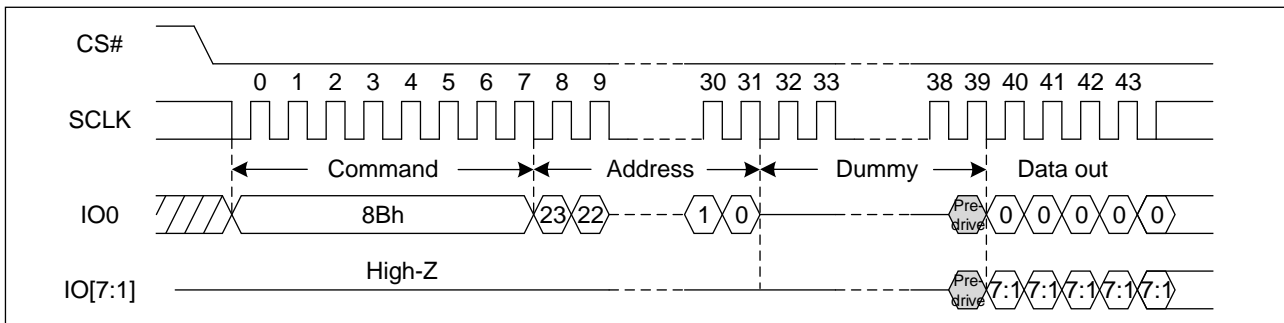 CS#
0 1 2 3 4 5 6 7 8 9 30 31 32 33 38 39 40 41 42 43
SCLK
Command Address Dummy Data out
IO0 8Bh 23 22 1 0 Pre-drive 0 0 0 0 0
High-Z
IO[7:1] Pre-drive 7:1 7:1 7:1 7:1 7:1